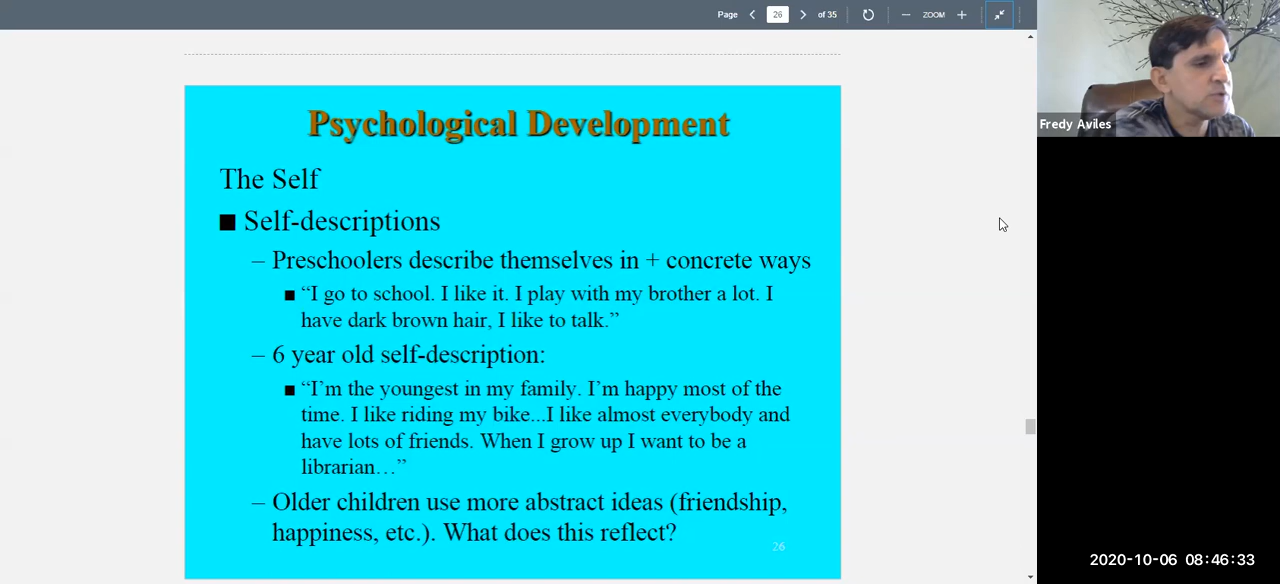 Page 26 of 35 ZOOM
Fredy Aviles
Psychological Development
The Self
■ Self-descriptions
– Preschoolers describe themselves in + concrete ways
■ “I go to school. I like it. I play with my brother a lot. I
have dark brown hair, I like to talk.”
– 6 year old self-description:
■ “I’m the youngest in my family. I’m happy most of the
time. I like riding my bike...I like almost everybody and
have lots of friends. When I grow up I want to be a
librarian…”
– Older children use more abstract ideas (friendship,
happiness, etc.). What does this reflect?
26
2020-10-06 08:46:33